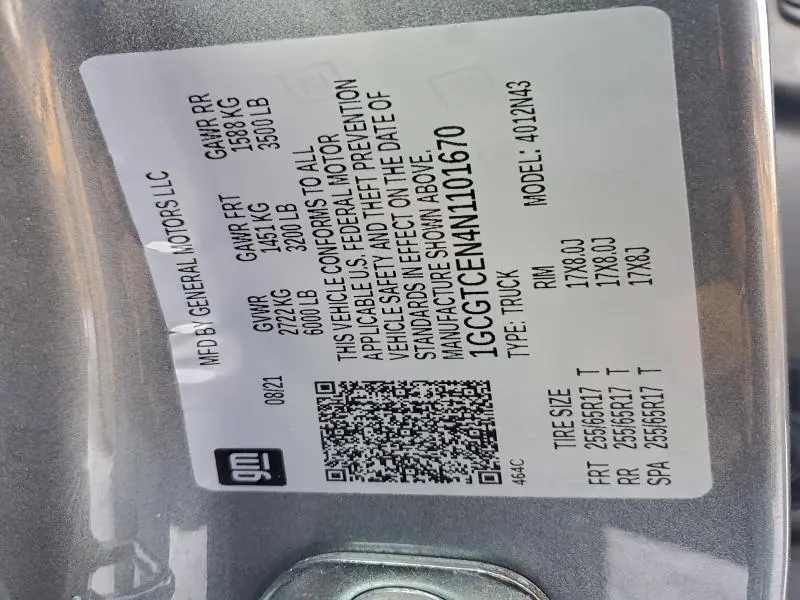 gm
MFD BY GENERAL MOTORS LLC
08/21 GVWR GAWR FRT GAWR RR
2722 KG 1451 KG 1588 KG
6000 LB 3200 LB 3500 LB
THIS VEHICLE CONFORMS TO ALL
APPLICABLE U.S. FEDERAL MOTOR
VEHICLE SAFETY AND THEFT PREVENTION
STANDARDS IN EFFECT ON THE DATE OF
MANUFACTURE SHOWN ABOVE.
1GCGTCEN4N1101670
464C TYPE: TRUCK MODEL: 4012N43
TIRE SIZE RIM
FRT 255/65R17 T 17X8.0J
RR 255/65R17 T 17X8.0J
SPA 255/65R17 T 17X8J